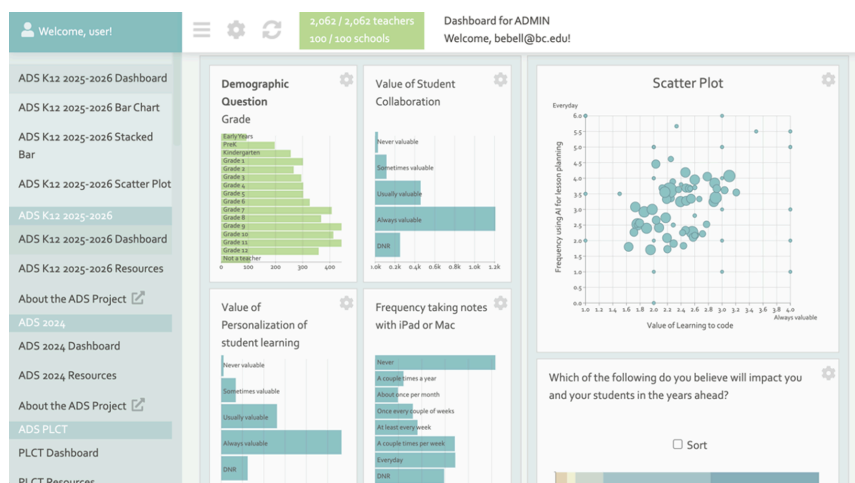 Welcome, user!
2,062 / 2,062 teachers
100 / 100 schools
Dashboard for ADMIN
Welcome, bebell@bc.edu!
ADS K12 2025-2026 Dashboard
ADS K12 2025-2026 Bar Chart
ADS K12 2025-2026 Stacked
Bar
ADS K12 2025-2026 Scatter Plot
ADS K12 2025-2026
ADS K12 2025-2026 Dashboard
ADS K12 2025-2026 Resources
About the ADS Project
ADS 2024
ADS 2024 Dashboard
ADS 2024 Resources
About the ADS Project
ADS PLCT
PLCT Dashboard
PLCT Resources
Demographic
Question
Grade
Early Years
PreK
Kindergarten
Grade 1
Grade 2
Grade 3
Grade 4
Grade 5
Grade 6
Grade 7
Grade 8
Grade 9
Grade 10
Grade 11
Grade 12
Not a teacher
0 100 200 300 400
Value of Student
Collaboration
Never valuable
Sometimes valuable
Usually valuable
Always valuable
DNR
1.0k 0.2k 0.4k 0.6k 0.8k 1.0k 1.2k
Value of
Personalization of
student learning
Never valuable
Sometimes valuable
Usually valuable
Always valuable
DNR
Frequency taking notes
with iPad or Mac
Never
A couple times a year
About once per month
Once every couple of weeks
At least every week
A couple times per week
Everyday
DNR
Scatter Plot
Everyday
6.0
5.5
5.0
4.5
4.0
3.5
3.0
2.5
2.0
1.5
1.0
0.5
0.0
Frequency using AI for lesson planning
1.0 1.2 1.4 1.6 1.8 2.0 2.2 2.4 2.6 2.8 3.0 3.2 3.4 3.6 3.8 4.0
Always valuable
Value of Learning to code
Which of the following do you believe will impact you
and your students in the years ahead?
Sort